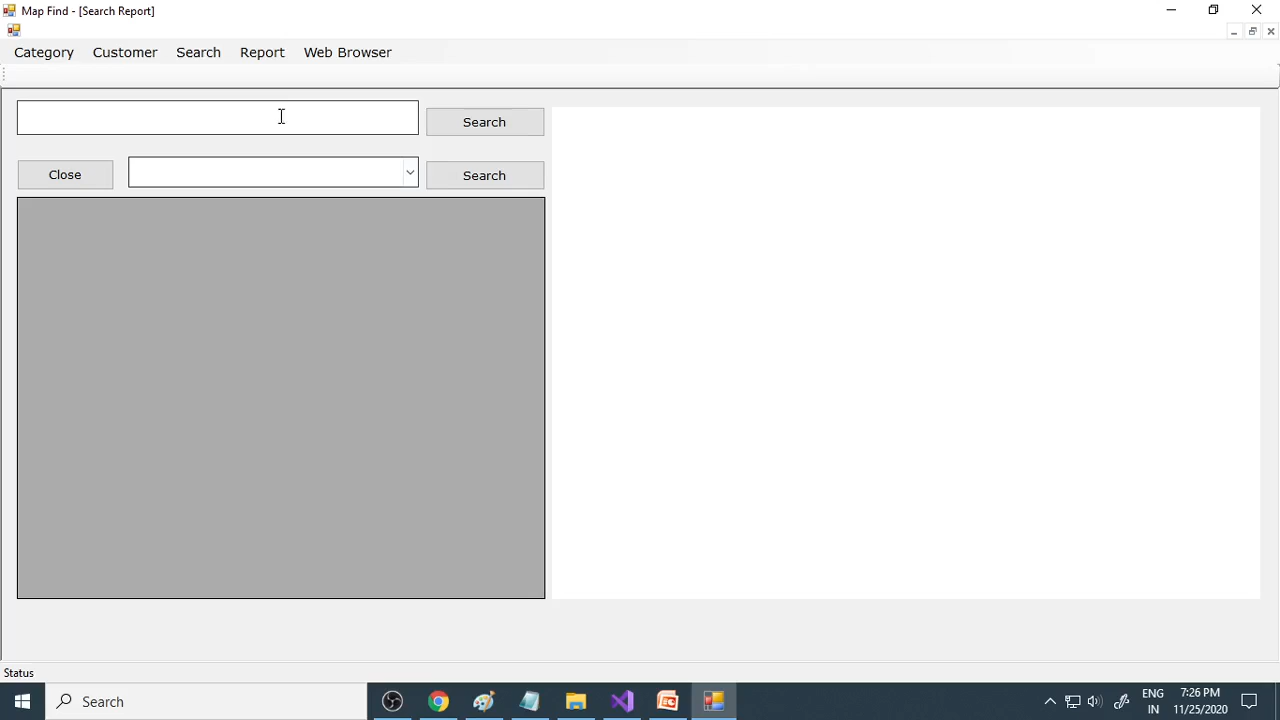 Map Find - [Search Report]
Category Customer Search Report Web Browser
Search
Close
Search
Status
Search
ENG
IN
7:26 PM
11/25/2020